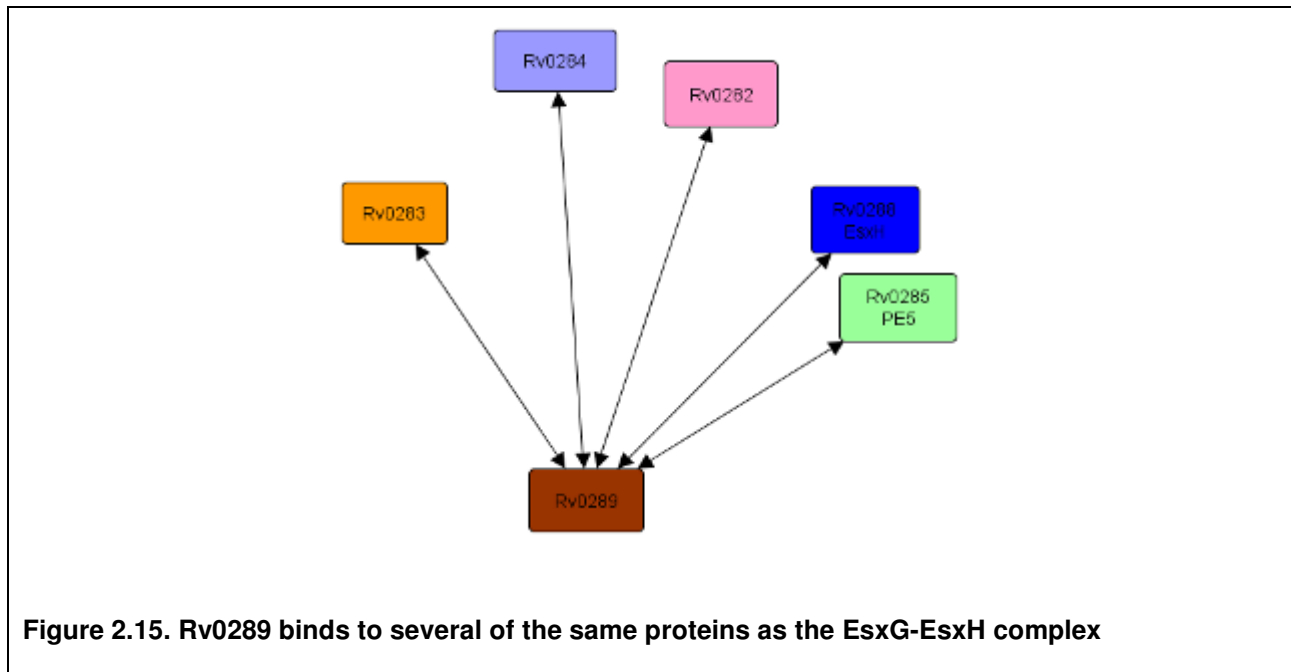 Rv0284
Rv0282
Rv0283
Rv0288
EsxH
Rv0285
PE5
Rv0289
Figure 2.15. Rv0289 binds to several of the same proteins as the EsxG-EsxH complex